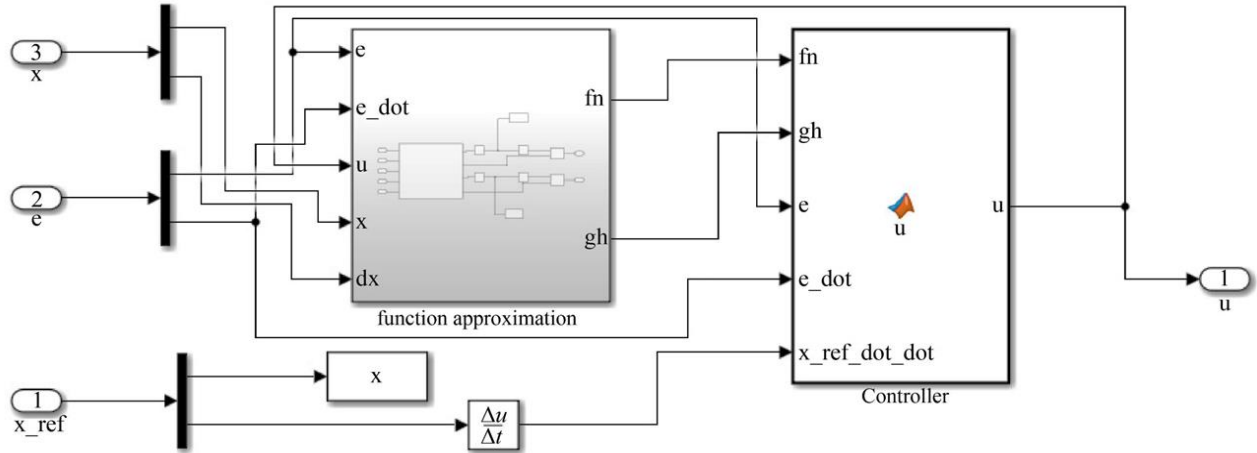 3
x
2
e
1
x_ref
e
e_dot
u
x
dx
fn
gh
function approximation
x
Δu
Δt
fn
gh
e
e_dot
x_ref_dot_dot
u
u
Controller
1
u